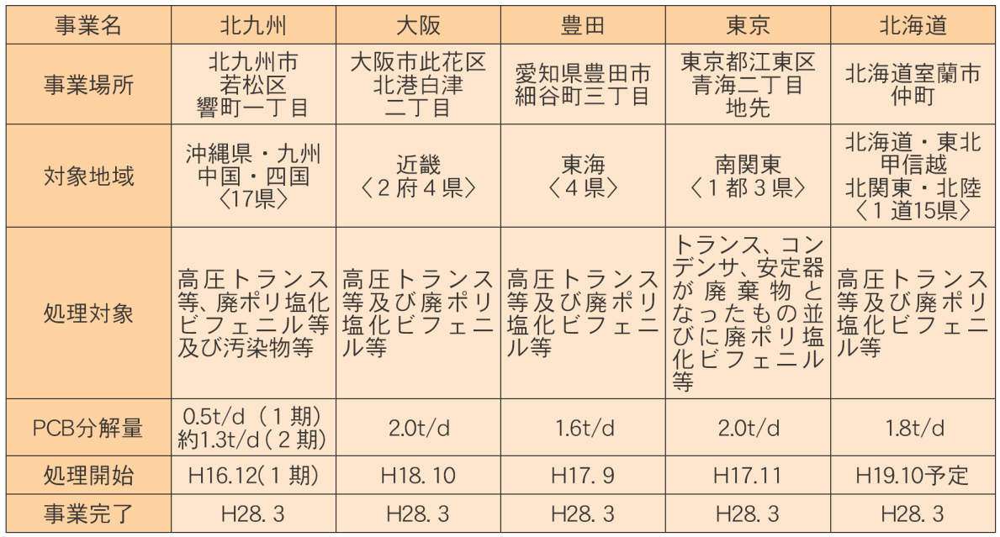 事業名 北九州 大阪 豊田 東京 北海道
事業場所
北九州市
若松区
響町一丁目
大阪市此花区
北港白津
二丁目
愛知県豊田市
細谷町三丁目
東京都江東区
青海二丁目
地先
北海道室蘭市
仲町
対象地域
沖縄県・九州
中国・四国
〈17県〉
近畿
〈2府4県〉
東海
〈4県〉
南関東
〈1都3県〉
北海道・東北
甲信越
北関東・北陸
〈1道15県〉
処理対象
高圧トランス
等、廃ポリ塩化
ビフェニル等
及び汚染物等
高圧トランス
等及び廃ポリ
塩化ビフェニ
ル等
高圧トランス
等及び廃ポリ
塩化ビフェニ
ル等
トランス、コン
デンサ、安定器
が廃棄物と
なったもの並
びに廃ポリ塩
化ビフェニル
等
高圧トランス
等及び廃ポリ
塩化ビフェニ
ル等
PCB分解量
0.5t/d（1期）
約1.3t/d（2期）
2.0t/d
1.6t/d
2.0t/d
1.8t/d
処理開始 H16.12(1期) H18.10 H17.9 H17.11 H19.10予定
事業完了 H28.3 H28.3 H28.3 H28.3 H28.3